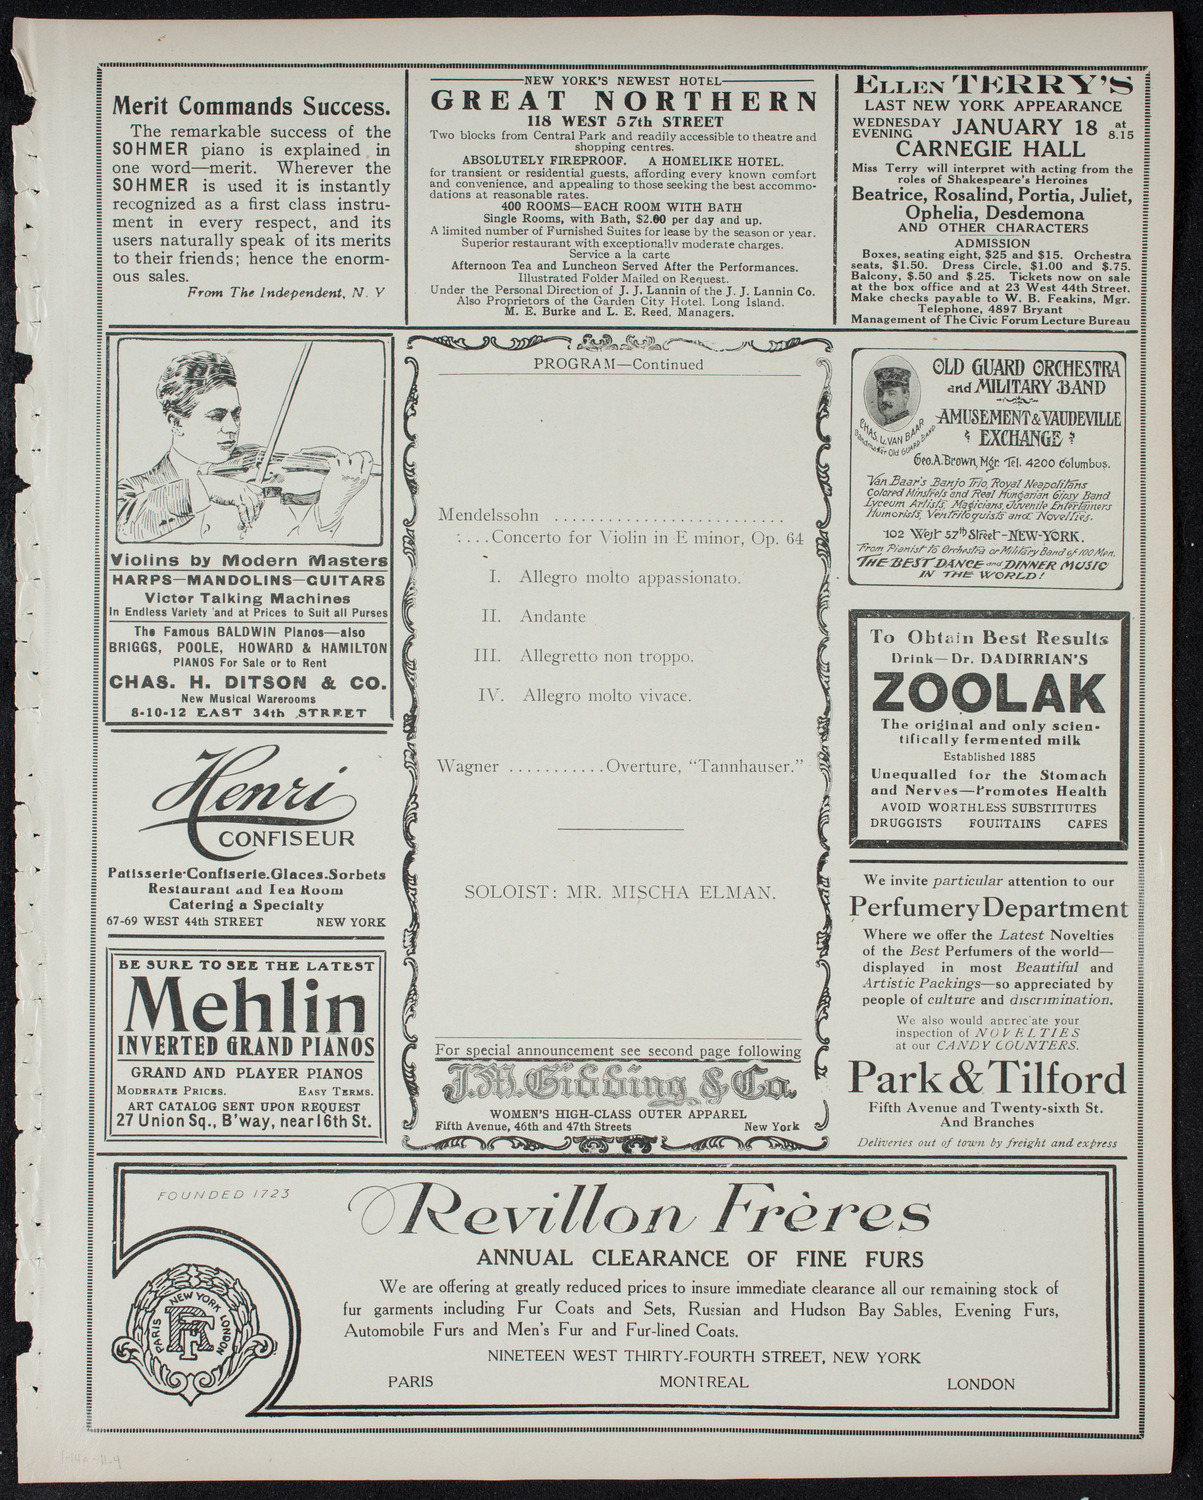 Merit Commands Success.
The remarkable success of the
SOHMER piano is explained in
one word—merit. Wherever the
SOHMER is used it is instantly
recognized as a first class instru-
ment in every respect, and its
users naturally speak of its merits
to their friends; hence the enorm-
ous sales.
From The Independent, N. Y
NEW YORK'S NEWEST HOTEL
GREAT NORTHERN
118 WEST 57th STREET
Two blocks from Central Park and readily accessible to theatre and
shopping centres.
ABSOLUTELY FIREPROOF. A HOMELIKE HOTEL.
for transient or residential guests, affording every known comfort
and convenience, and appealing to those seeking the best accommo-
dations at reasonable rates.
400 ROOMS—EACH ROOM WITH BATH
Single Rooms, with Bath, $2.00 per day and up.
A limited number of Furnished Suites for lease by the season or year.
Superior restaurant with exceptionally moderate charges.
Service a la carte
Afternoon Tea and Luncheon Served After the Performances.
Illustrated Folder Mailed on Request.
Under the Personal Direction of J. J. Lannin of the J. J. Lannin Co.
Also Proprietors of the Garden City Hotel. Long Island.
M. E. Burke and L. E. Reed, Managers.
ELLEN TERRY'S
LAST NEW YORK APPEARANCE
WEDNESDAY EVENING JANUARY 18 at 8.15
CARNEGIE HALL
Miss Terry will interpret with acting from the
roles of Shakespeare's Heroines
Beatrice, Rosalind, Portia, Juliet,
Ophelia, Desdemona
AND OTHER CHARACTERS
ADMISSION
Boxes, seating eight, $25 and $15. Orchestra
seats, $1.50. Dress Circle, $1.00 and $.75.
Balcony, $.50 and $.25. Tickets now on sale
at the box office and at 23 West 44th Street.
Make checks payable to W. B. Feakins, Mgr.
Telephone, 4897 Bryant
Management of The Civic Forum Lecture Bureau
Violins by Modern Masters
HARPS—MANDOLINS—GUITARS
Victor Talking Machines
In Endless Variety and at Prices to Suit all Purses
The Famous BALDWIN Pianos—also
BRIGGS, POOLE, HOWARD & HAMILTON
PIANOS For Sale or to Rent
CHAS. H. DITSON & CO.
New Musical Warerooms
8-10-12 EAST 34th STREET
Henri
CONFISEUR
Patisserie·Confiserie.Glaces.Sorbets
Restaurant and Tea Room
Catering a Specialty
67-69 WEST 44th STREET NEW YORK
BE SURE TO SEE THE LATEST
Mehlin
INVERTED GRAND PIANOS
GRAND AND PLAYER PIANOS
MODERATE PRICES. EASY TERMS.
ART CATALOG SENT UPON REQUEST
27 Union Sq., B'way, near 16th St.
PROGRAM—Continued
Mendelssohn ..........................
....Concerto for Violin in E minor, Op. 64
I. Allegro molto appassionato.
II. Andante
III. Allegretto non troppo.
IV. Allegro molto vivace.
Wagner ...........Overture, “Tannhauser.”
SOLOIST: MR. MISCHA ELMAN.
For special announcement see second page following
J.M. Gidding & Co.
WOMEN'S HIGH-CLASS OUTER APPAREL
Fifth Avenue, 46th and 47th Streets New York
OLD GUARD ORCHESTRA
and MILITARY BAND
AMUSEMENT & VAUDEVILLE
EXCHANGE
CHAS. L. VAN BAAR
Bandmaster Old Guard Band
Geo. A. Brown, Mgr. Tel. 4200 Columbus.
Van Baar's Banjo Trio, Royal Neapolitans
Colored Minstrels and Real Hungarian Gipsy Band
Lyceum Artists, Magicians, Juvenile Entertainers
Humorists, Ventriloquists and Novelties.
102 West 57th Street-NEW-YORK.
From Pianist to Orchestra or Military Band of 100 Men.
THE BEST DANCE and DINNER MUSIC
IN THE WORLD!
To Obtain Best Results
Drink—Dr. DADIRRIAN'S
ZOOLAK
The original and only scien-
tifically fermented milk
Established 1885
Unequalled for the Stomach
and Nerves—Promotes Health
AVOID WORTHLESS SUBSTITUTES
DRUGGISTS FOUNTAINS CAFES
We invite particular attention to our
Perfumery Department
Where we offer the Latest Novelties
of the Best Perfumers of the world—
displayed in most Beautiful and
Artistic Packings—so appreciated by
people of culture and discrimination.
We also would appreciate your
inspection of NOVELTIES
at our CANDY COUNTERS.
Park & Tilford
Fifth Avenue and Twenty-sixth St.
And Branches
Deliveries out of town by freight and express
FOUNDED 1723
Revillon Frères
ANNUAL CLEARANCE OF FINE FURS
We are offering at greatly reduced prices to insure immediate clearance all our remaining stock of
fur garments including Fur Coats and Sets, Russian and Hudson Bay Sables, Evening Furs,
Automobile Furs and Men's Fur and Fur-lined Coats.
NINETEEN WEST THIRTY-FOURTH STREET, NEW YORK
PARIS MONTREAL LONDON
PARIS NEW YORK LONDON
RF